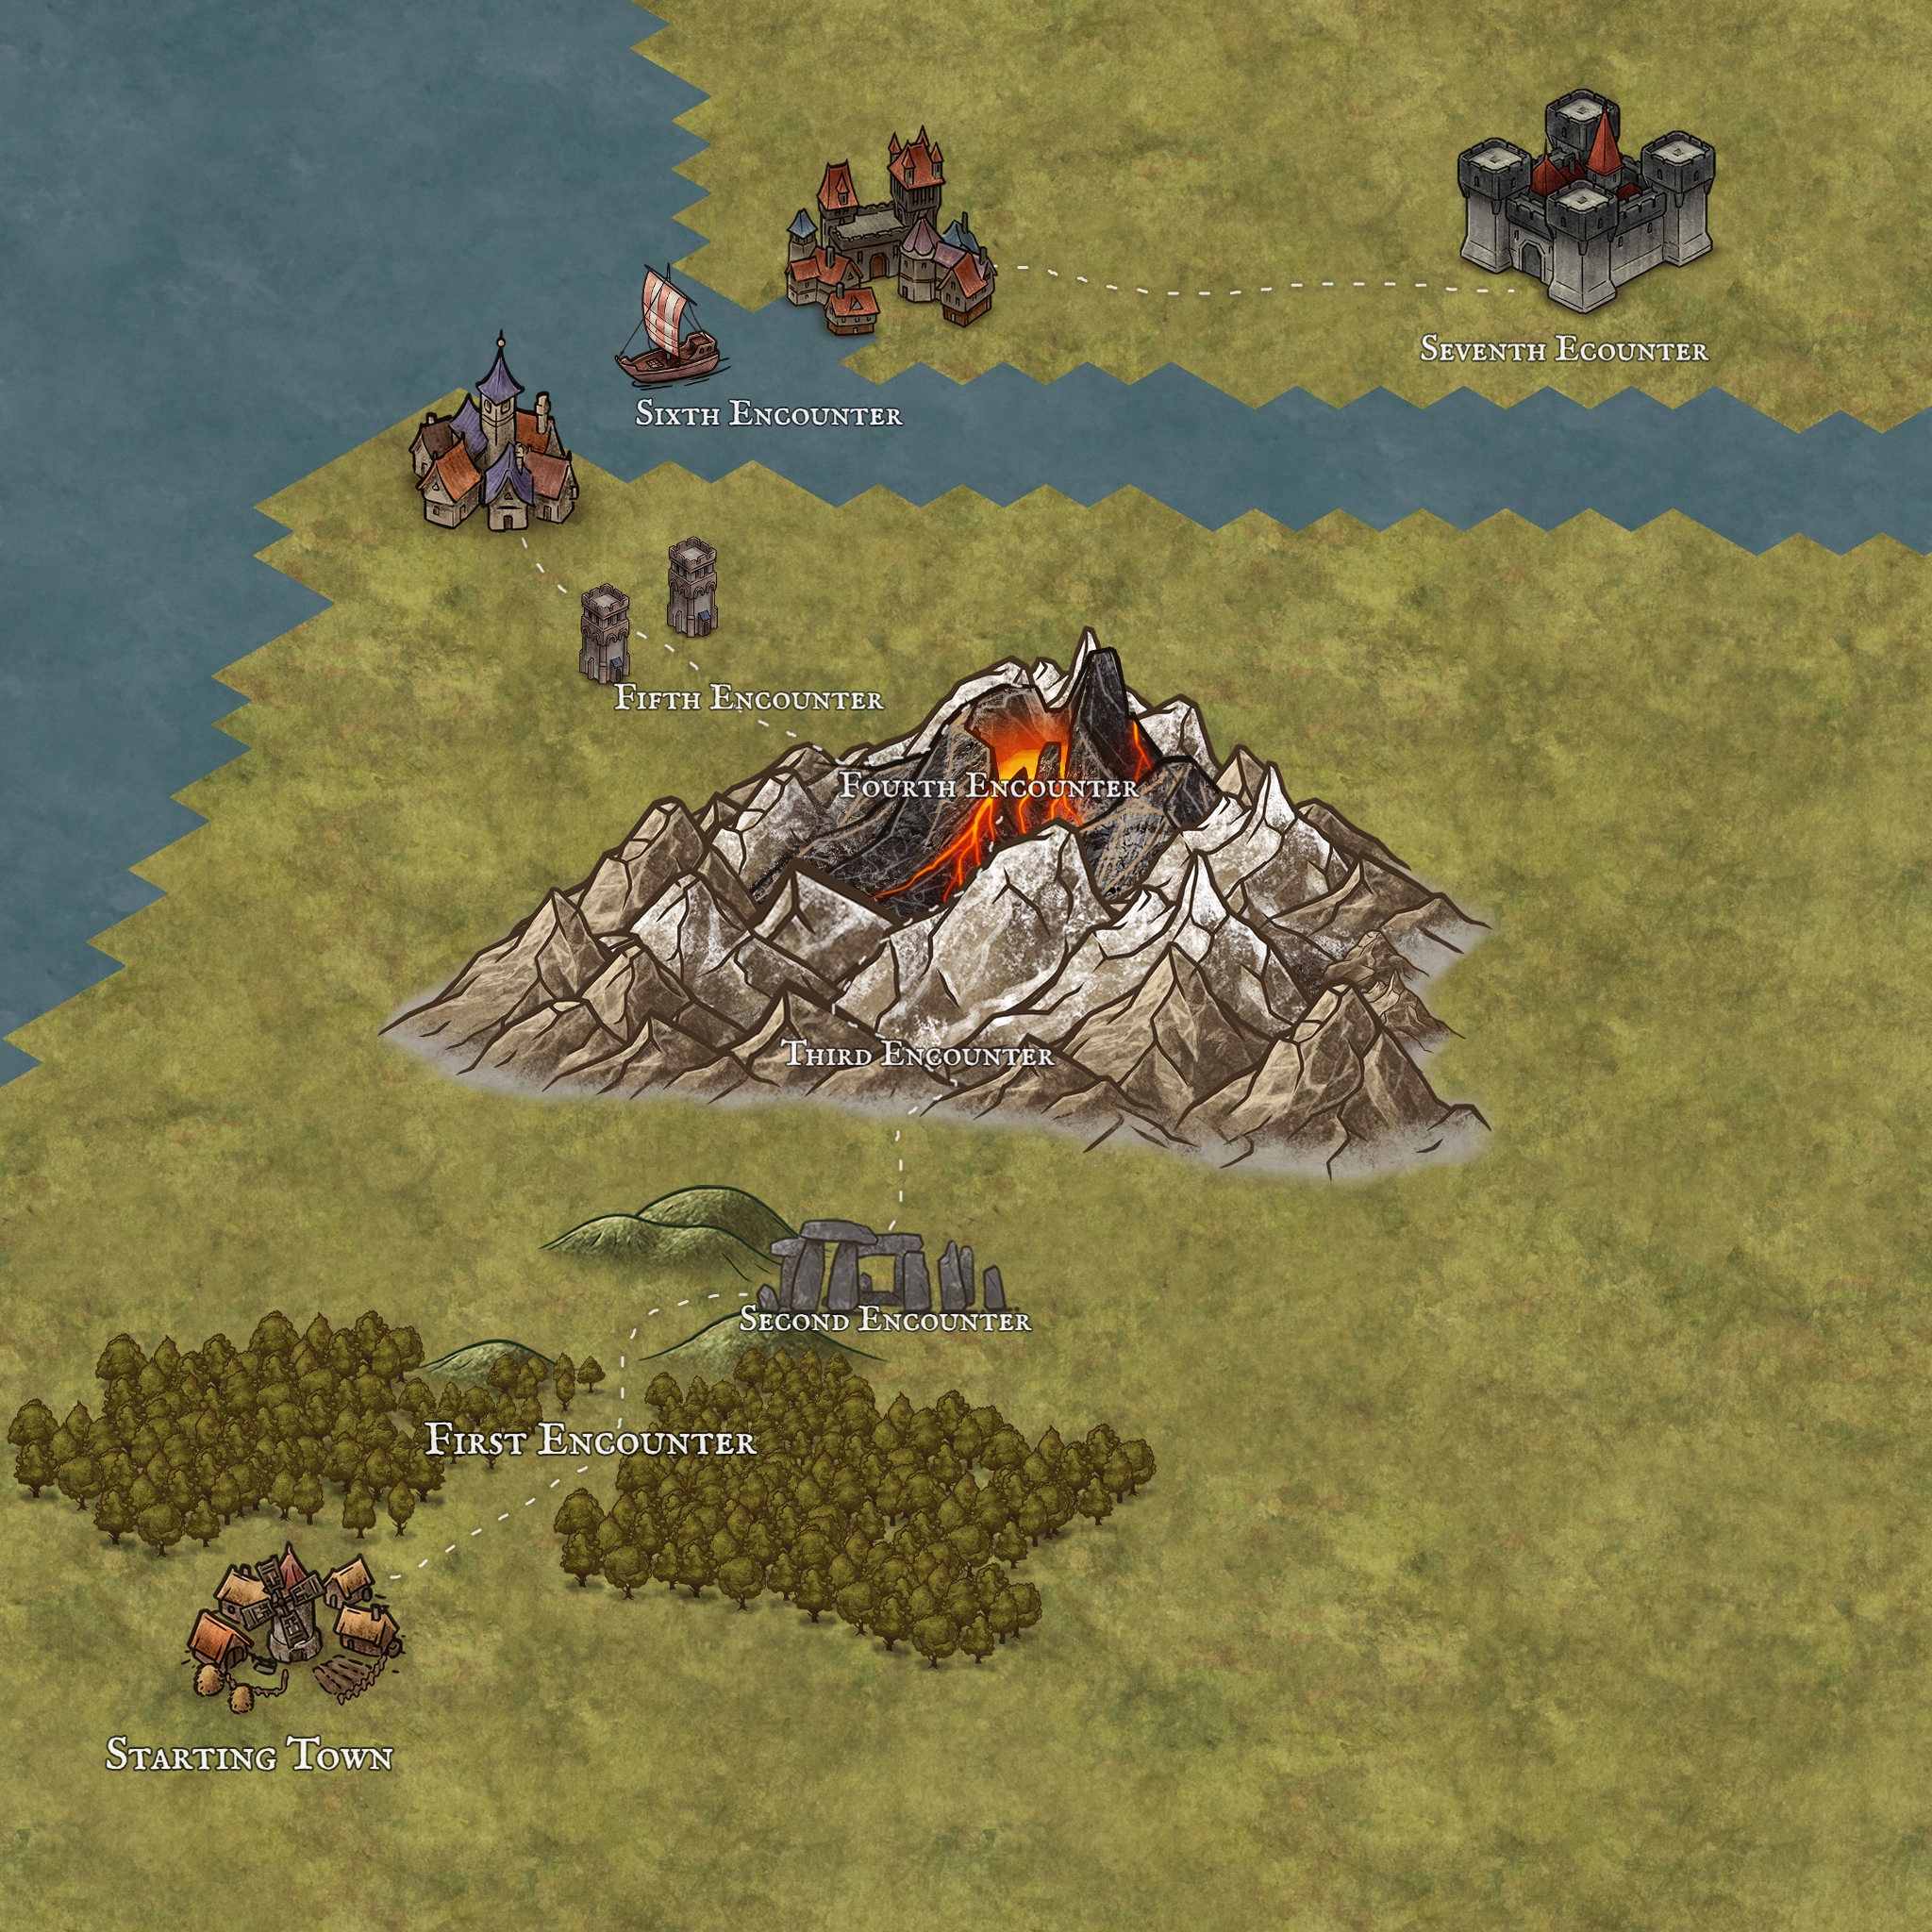 Seventh Ecounter
Sixth Encounter
Fifth Encounter
Fourth Encounter
Third Encounter
Second Encounter
First Encounter
Starting Town